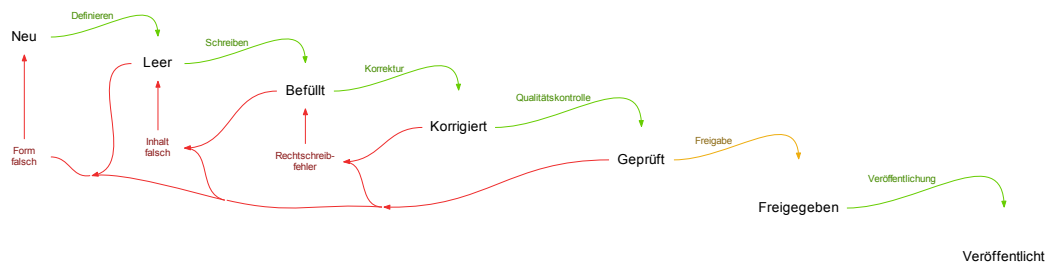 Definieren
Neu
Schreiben
Leer
Korrektur
Befüllt
Qualitätskontrolle
Korrigiert
Form
falsch
Inhalt
falsch
Rechtschreib-
fehler
Freigabe
Geprüft
Veröffentlichung
Freigegeben
Veröffentlicht